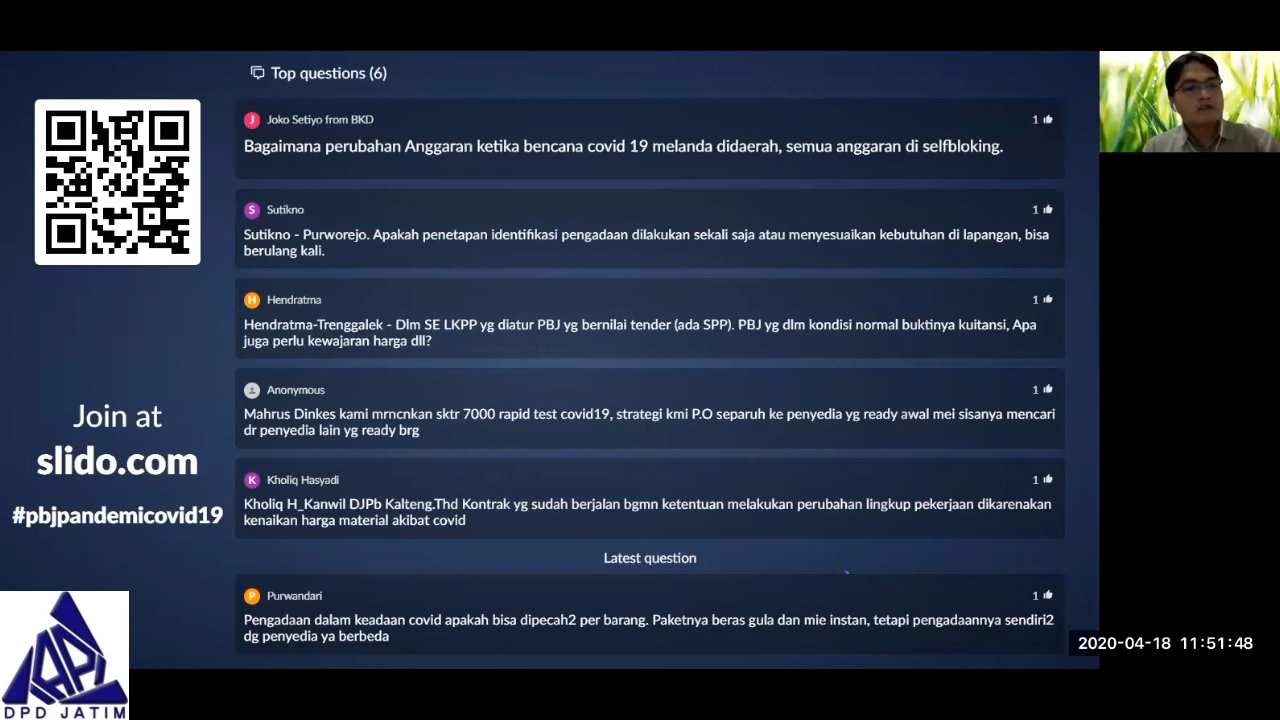 Top questions (6)
Joko Setiyo from BKD
1
Bagaimana perubahan Anggaran ketika bencana covid 19 melanda didaerah, semua anggaran di selfbloking.
Sutikno
1
Sutikno - Purworejo. Apakah penetapan identifikasi pengadaan dilakukan sekali saja atau menyesuaikan kebutuhan di lapangan, bisa
berulang kali.
Hendratma
1
Hendratma-Trenggalek - Dlm SE LKPP yg diatur PBJ yg bernilai tender (ada SPP). PBJ yg dlm kondisi normal buktinya kuitansi, Apa
juga perlu kewajaran harga dll?
Anonymous
1
Mahrus Dinkes kami mrncnkan sktr 7000 rapid test covid19, strategi kmi P.O separuh ke penyedia yg ready awal mei sisanya mencari
dr penyedia lain yg ready brg
Kholiq Hasyadi
1
Kholiq H_Kanwil DJPb Kalteng.Thd Kontrak yg sudah berjalan bgmn ketentuan melakukan perubahan lingkup pekerjaan dikarenakan
kenaikan harga material akibat covid
Latest question
Purwandari
1
Pengadaan dalam keadaan covid apakah bisa dipecah2 per barang. Paketnya beras gula dan mie instan, tetapi pengadaannya sendiri2
dg penyedia ya berbeda
Join at
slido.com
#pbjpandemicovid19
DPD JATIM
2020-04-18 11:51:48